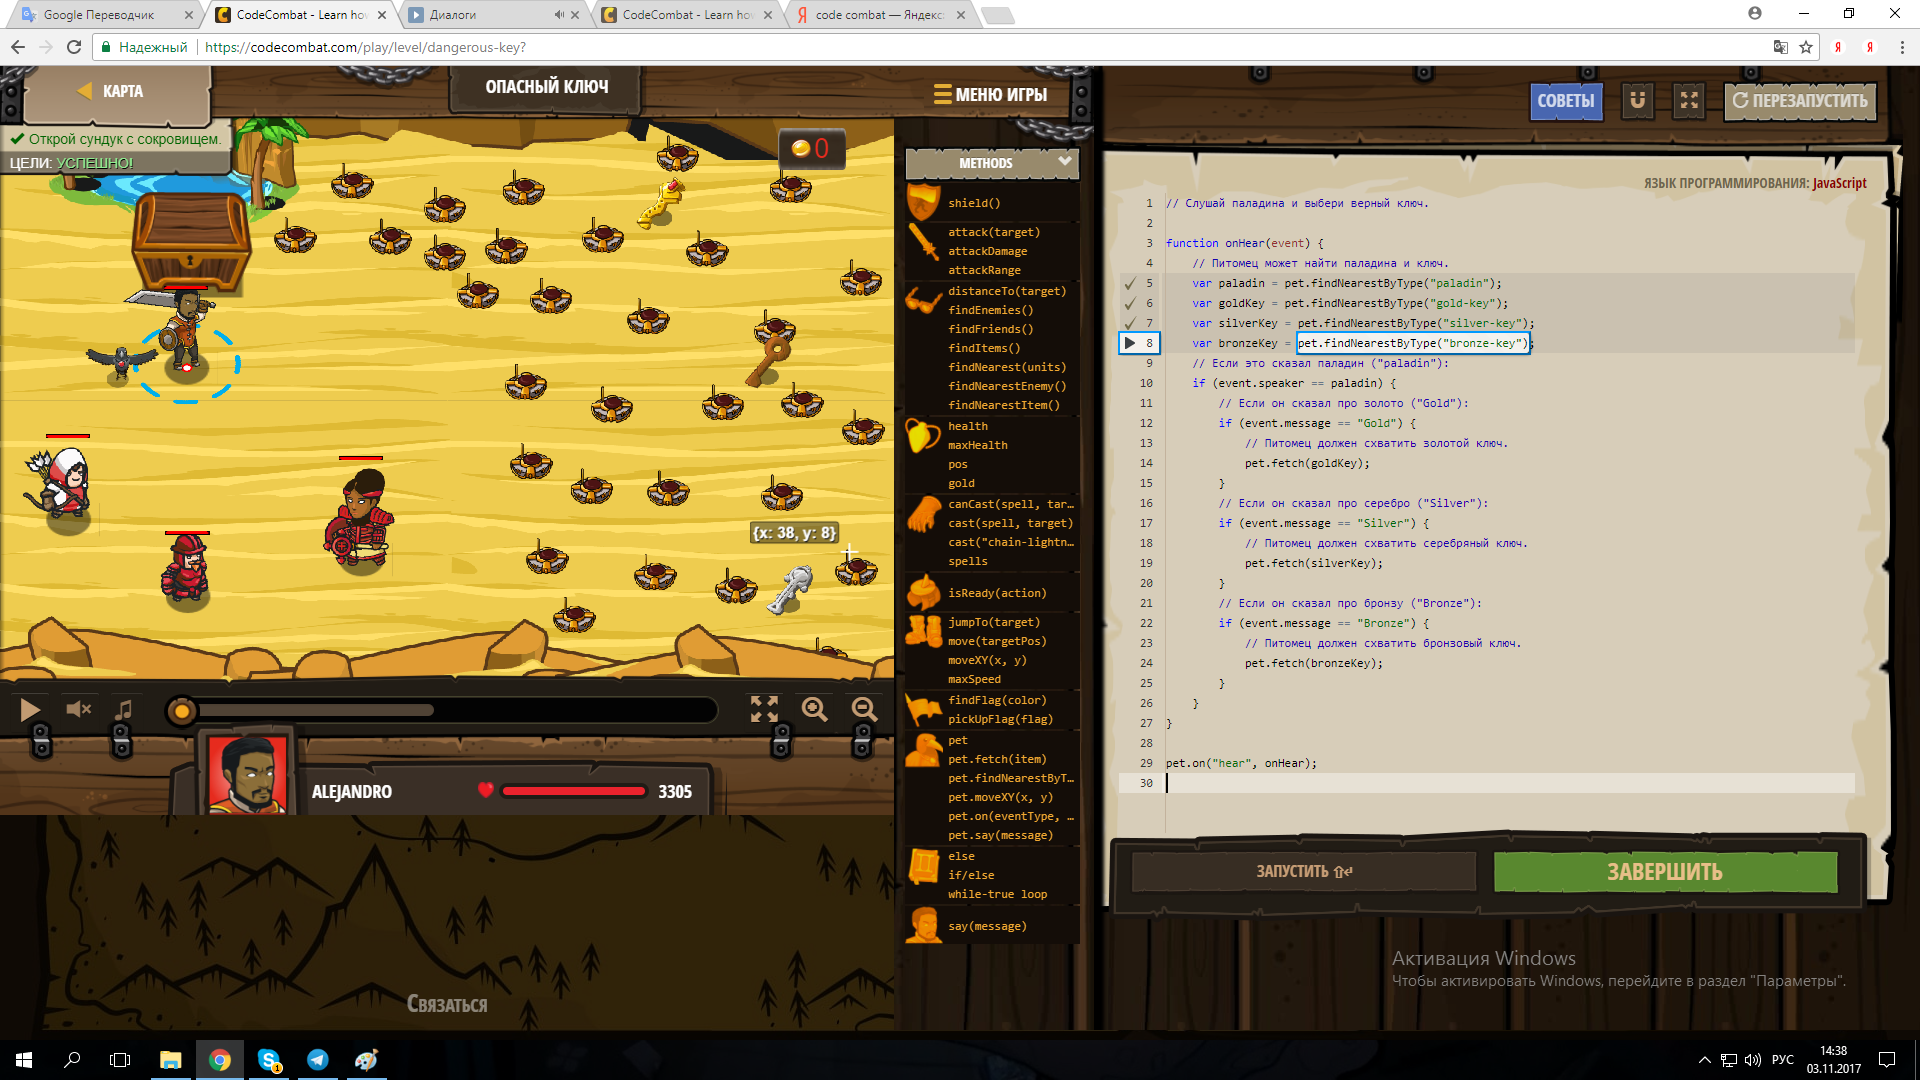 Google Переводчик
CodeCombat - Learn how
Диалоги
CodeCombat - Learn how
code combat — Яндекс:
Надежный
https://codecombat.com/play/level/dangerous-key?
КАРТА
ОПАСНЫЙ КЛЮЧ
МЕНЮ ИГРЫ
СОВЕТЫ
ПЕРЕЗАПУСТИТЬ
Открой сундук с сокровищем.
ЦЕЛИ: УСПЕШНО!
0
{x: 38, y: 8}
METHODS
shield()
attack(target)
attackDamage
attackRange
distanceTo(target)
findEnemies()
findFriends()
findItems()
findNearest(units)
findNearestEnemy()
findNearestItem()
health
maxHealth
pos
gold
canCast(spell, tar…
cast(spell, target)
cast("chain-lightn…
spells
isReady(action)
jumpTo(target)
move(targetPos)
moveXY(x, y)
maxSpeed
findFlag(color)
pickUpFlag(flag)
pet
pet.fetch(item)
pet.findNearestByT…
pet.moveXY(x, y)
pet.on(eventType, …
pet.say(message)
else
if/else
while-true loop
say(message)
ЯЗЫК ПРОГРАММИРОВАНИЯ: JavaScript
1 // Слушай паладина и выбери верный ключ.
2
3 function onHear(event) {
4 // Питомец может найти паладина и ключ.
5 var paladin = pet.findNearestByType("paladin");
6 var goldKey = pet.findNearestByType("gold-key");
7 var silverKey = pet.findNearestByType("silver-key");
8 var bronzeKey = pet.findNearestByType("bronze-key");
9 // Если это сказал паладин ("paladin"):
10 if (event.speaker == paladin) {
11 // Если он сказал про золото ("Gold"):
12 if (event.message == "Gold") {
13 // Питомец должен схватить золотой ключ.
14 pet.fetch(goldKey);
15 }
16 // Если он сказал про серебро ("Silver"):
17 if (event.message == "Silver") {
18 // Питомец должен схватить серебряный ключ.
19 pet.fetch(silverKey);
20 }
21 // Если он сказал про бронзу ("Bronze"):
22 if (event.message == "Bronze") {
23 // Питомец должен схватить бронзовый ключ.
24 pet.fetch(bronzeKey);
25 }
26 }
27 }
28
29 pet.on("hear", onHear);
30
ALEJANDRO
3305
ЗАПУСТИТЬ ⇧↵
ЗАВЕРШИТЬ
Активация Windows
Чтобы активировать Windows, перейдите в раздел "Параметры".
Связаться
1
РУС
14:38
03.11.2017